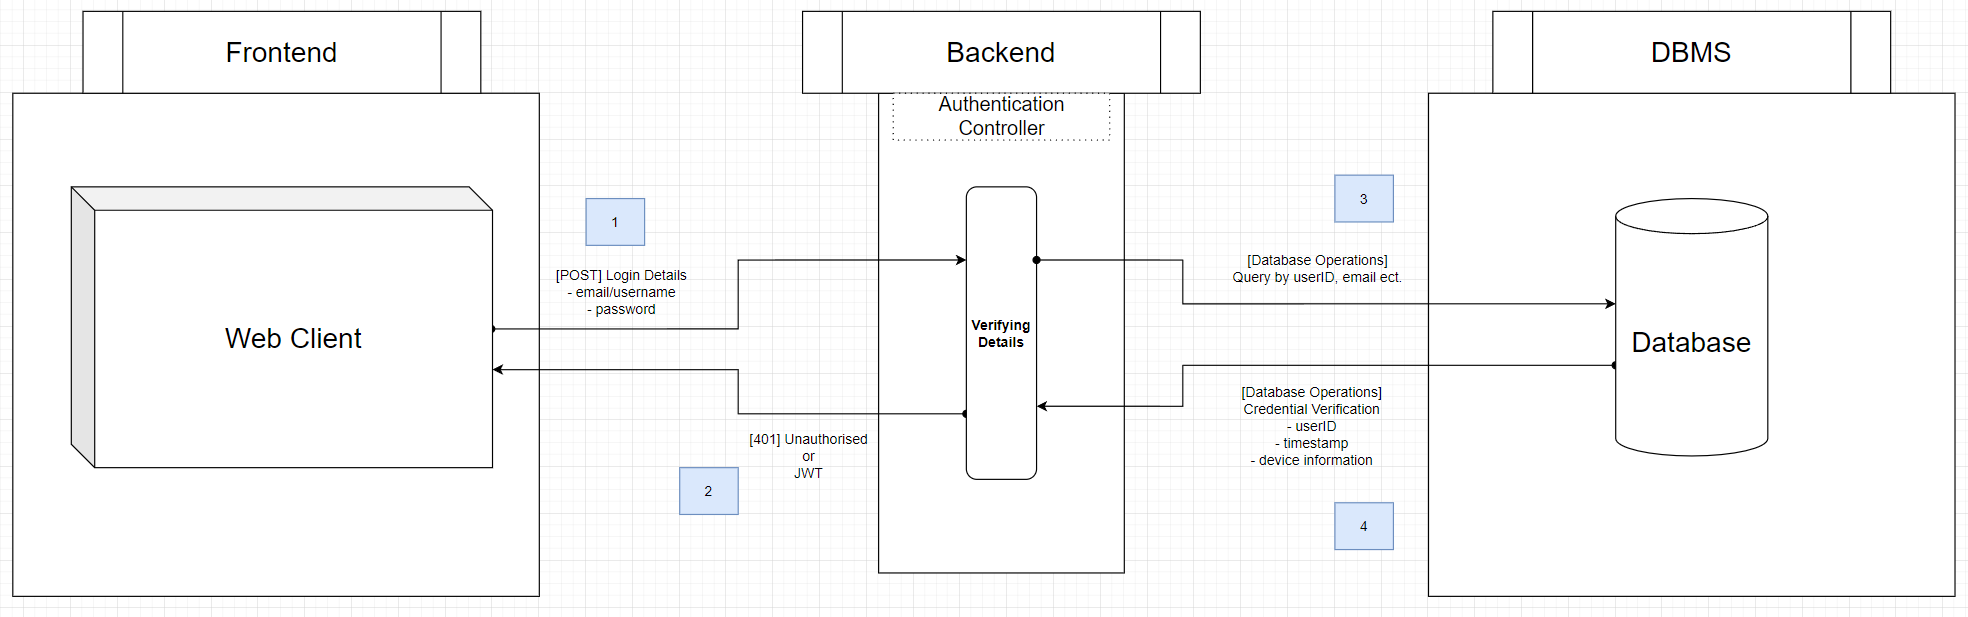 Frontend
Backend
DBMS
Authentication
Controller
1
[POST] Login Details
- email/username
- password
Web Client
Verifying
Details
[401] Unauthorised
or
JWT
2
3
[Database Operations]
Query by userID, email ect.
Database
[Database Operations]
Credential Verification
- userID
- timestamp
- device information
4